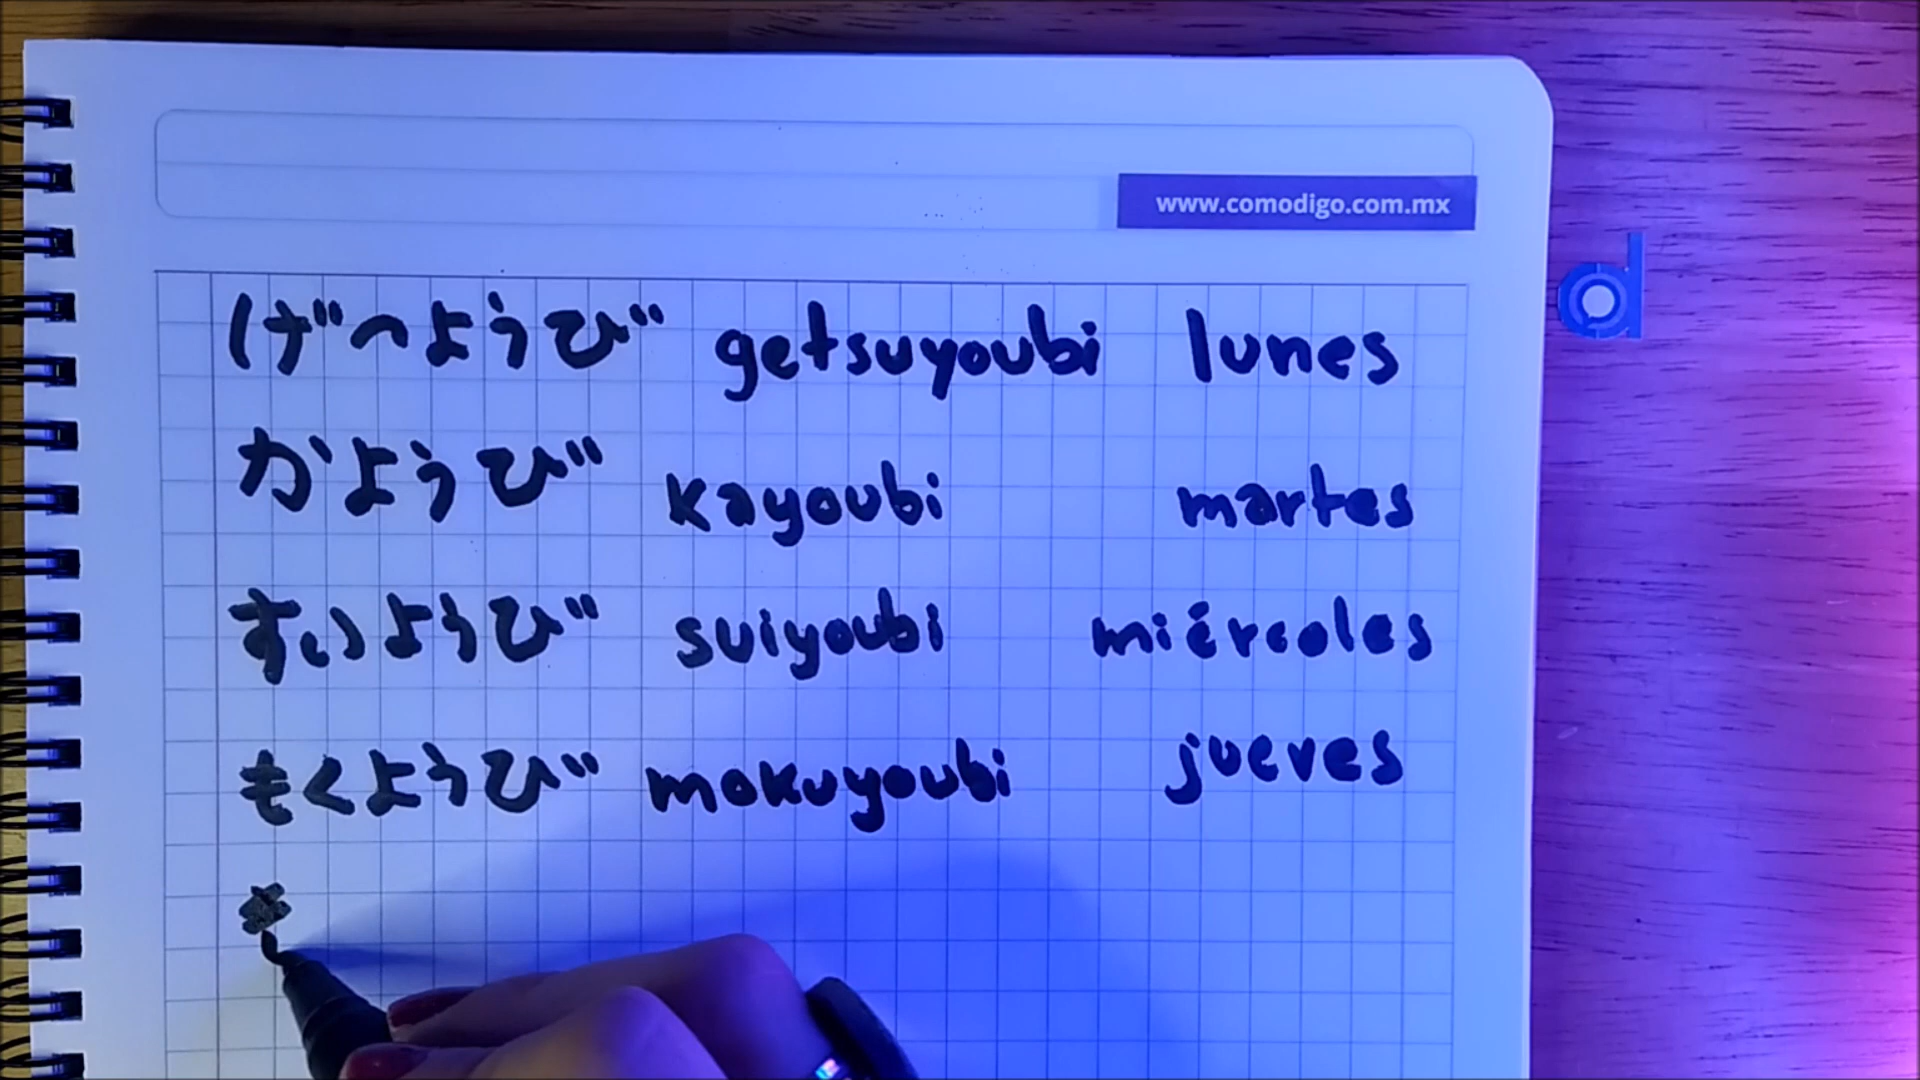 www.comodigo.com.mx
げつようび getsuyoubi lunes
かようび kayoubi martes
すいようび suiyoubi miércoles
もくようび mokuyoubi jueves